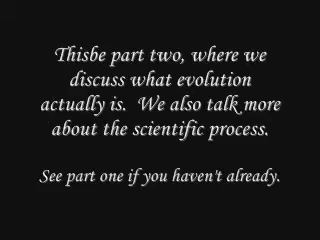 Thisbe part two, where we
discuss what evolution
actually is.  We also talk more
about the scientific process.
See part one if you haven't already.